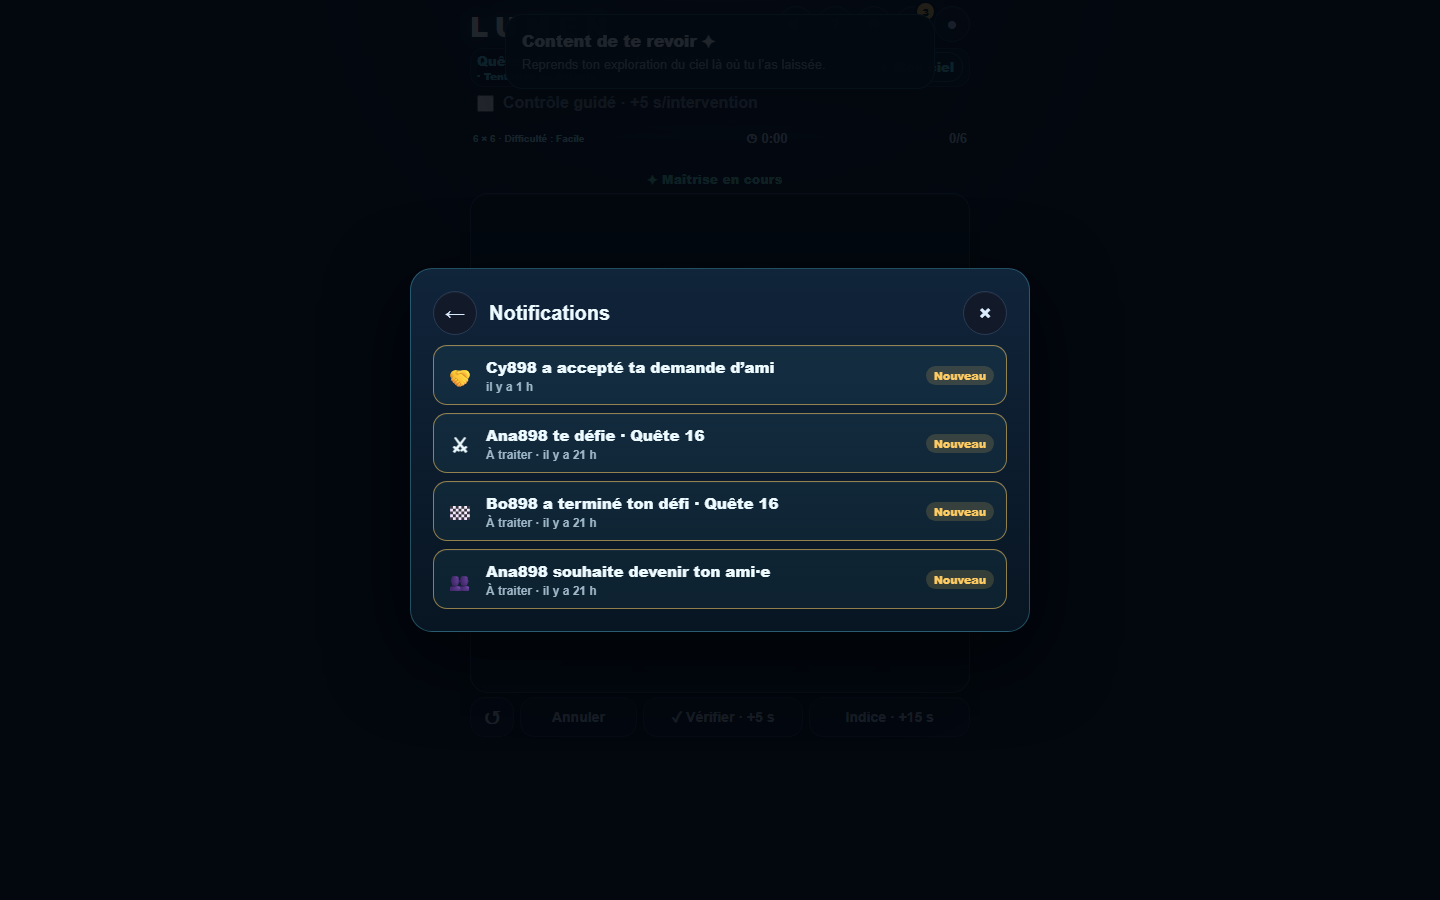 Content de te revoir ✦
Reprends ton exploration du ciel là où tu l'as laissée.
Contrôle guidé · +5 s/intervention
6 × 6 · Difficulté : Facile
0:00
0/6
✦ Maîtrise en cours
← Notifications ×
Cy898 a accepté ta demande d’ami
il y a 1 h
Nouveau
Ana898 te défie · Quête 16
À traiter · il y a 21 h
Nouveau
Bo898 a terminé ton défi · Quête 16
À traiter · il y a 21 h
Nouveau
Ana898 souhaite devenir ton ami·e
À traiter · il y a 21 h
Nouveau
↺ Annuler ✓ Vérifier · +5 s Indice · +15 s